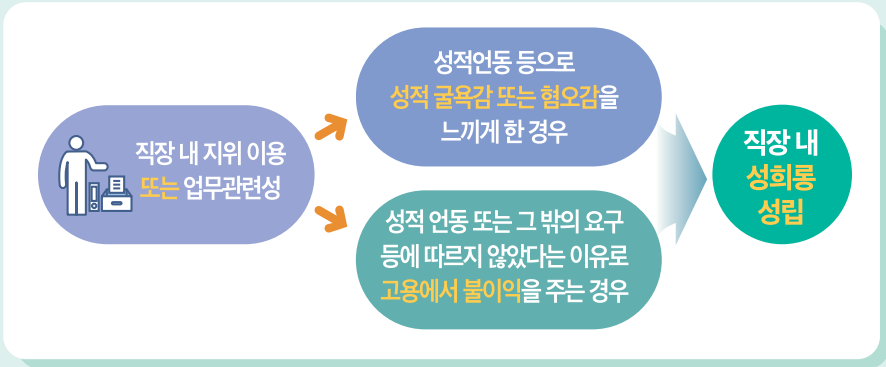 직장 내 지위 이용
또는 업무관련성
성적언동 등으로
성적 굴욕감 또는 혐오감을
느끼게 한 경우
성적 언동 또는 그 밖의 요구
등에 따르지 않았다는 이유로
고용에서 불이익을 주는 경우
직장 내
성희롱
성립